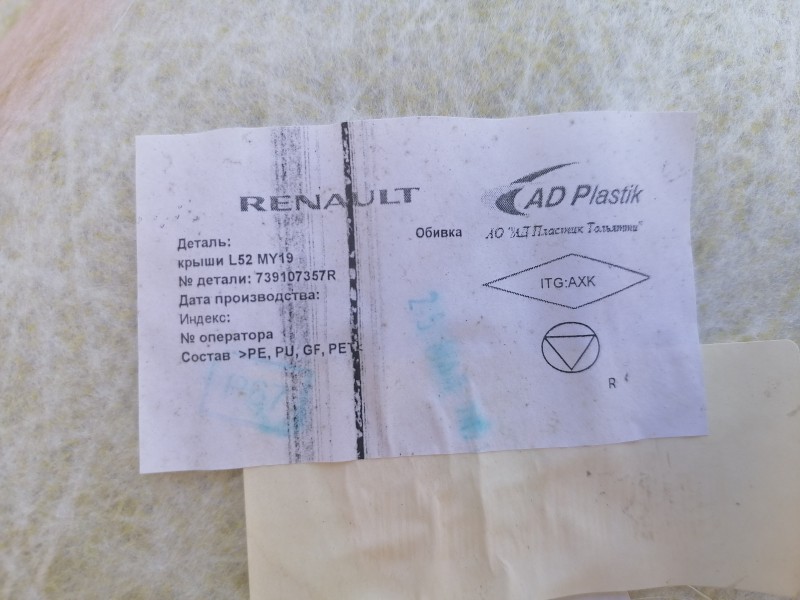 RENAULT
AD Plastik
АО "АД Пластик Тольятти"
Деталь: Обивка
крыши L52 MY19
№ детали: 739107357R
Дата производства:
Индекс:
№ оператора
Состав >PE, PU, GF, PET<
ITG:AXK
R